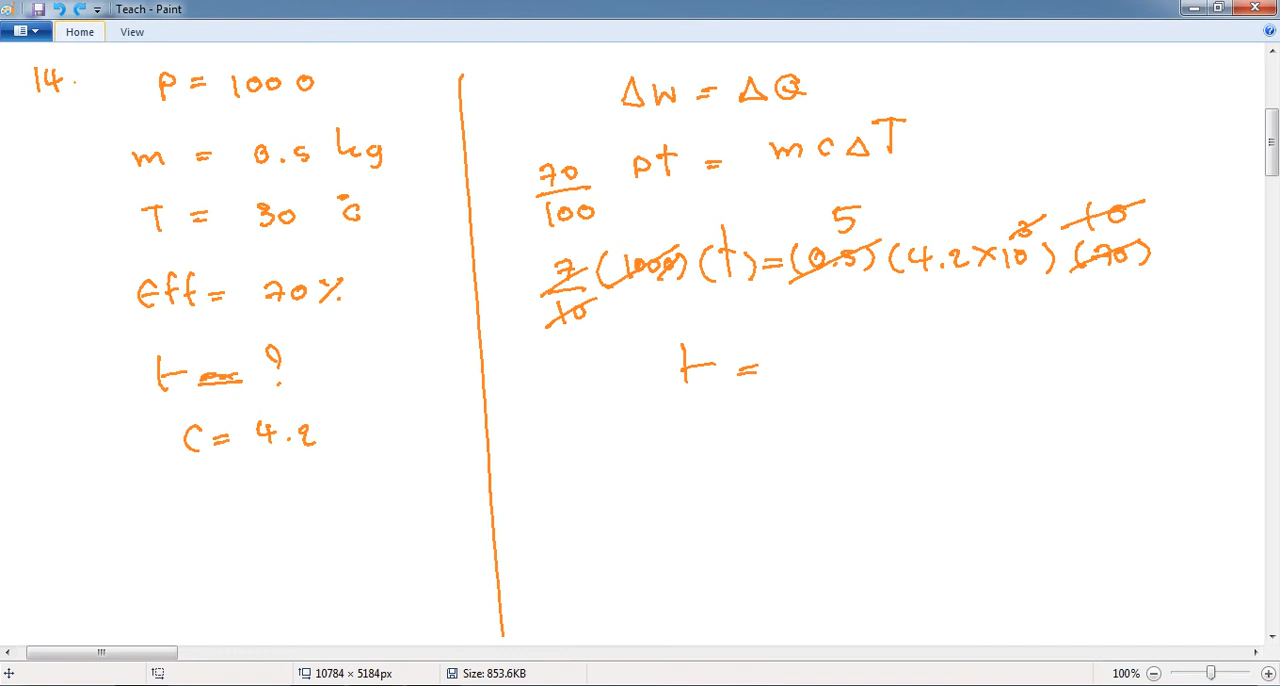 Teach - Paint
Home View
14.
P = 1000
m = 0.5 kg
T = 30 °C
Eff = 70 %
t = ?
C = 4.2
ΔW = ΔQ
70/100 Pt = m c ΔT
5 10
7/10 (1000) (t) = (0.5) (4.2×10³) (70)
t =
10784 × 5184px Size: 853.6KB 100%